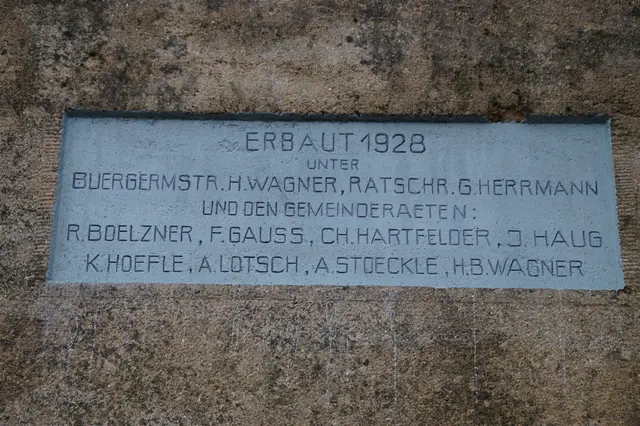 ERBAUT 1928
UNTER
BUERGERMSTR. H. WAGNER, RATSCHR. G. HERRMANN
UND DEN GEMEINDERAETEN:
R. BOELZNER, F. GAUSS, CH. HARTFELDER, J. HAUG
K. HOEFLE, A. LOTSCH, A. STOECKLE, H.B. WAGNER